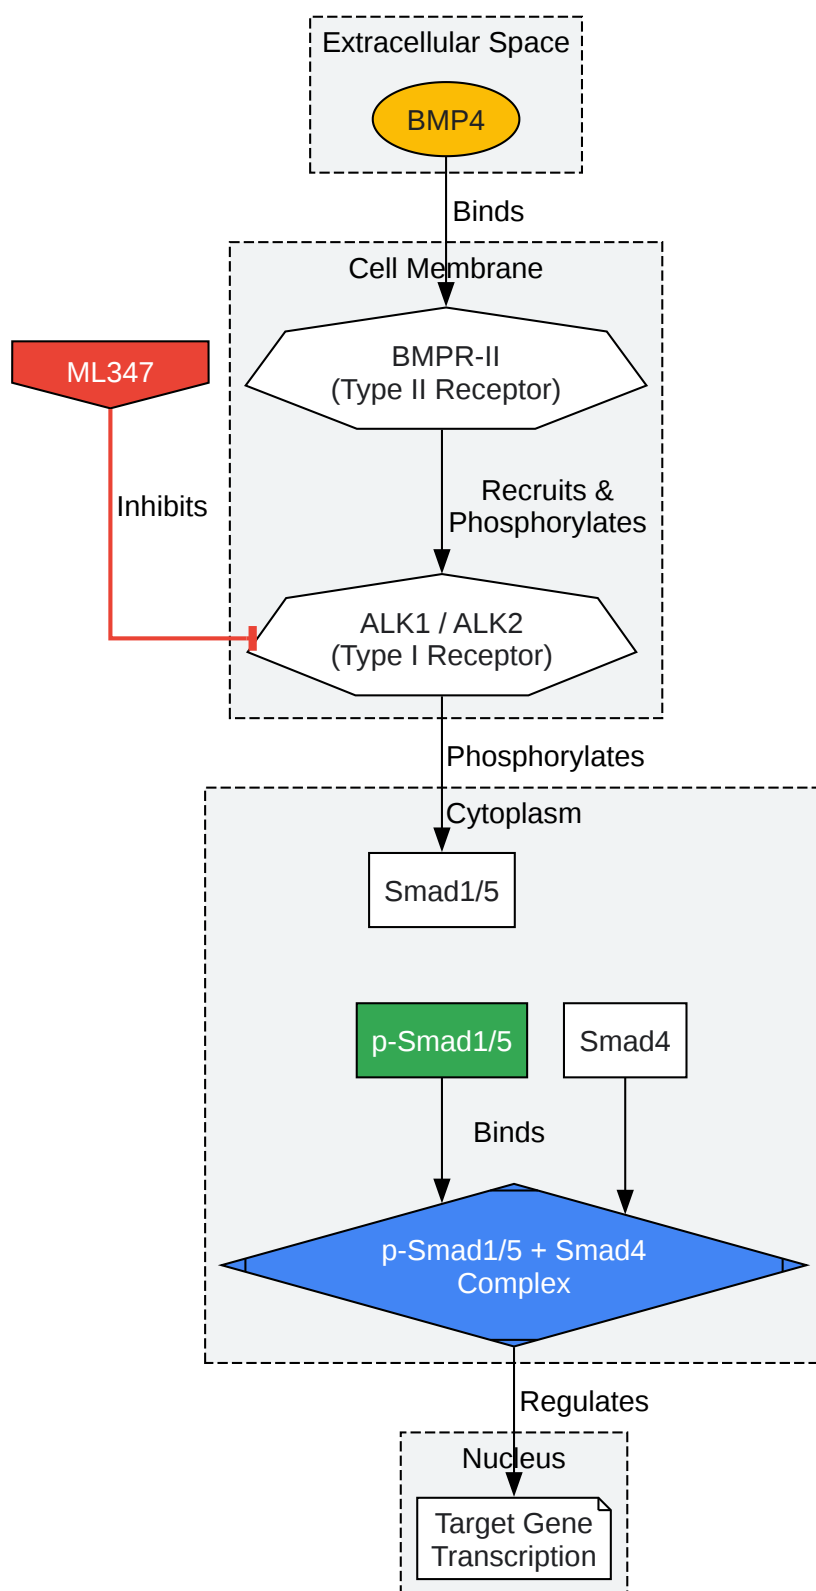 Extracellular Space
BMP4
Binds
Cell Membrane
BMPR-II
(Type II Receptor)
ML347
Inhibits
Recruits &
Phosphorylates
ALK1 / ALK2
(Type I Receptor)
Phosphorylates
Cytoplasm
Smad1/5
p-Smad1/5
Smad4
Binds
p-Smad1/5 + Smad4
Complex
Regulates
Nucleus
Target Gene
Transcription